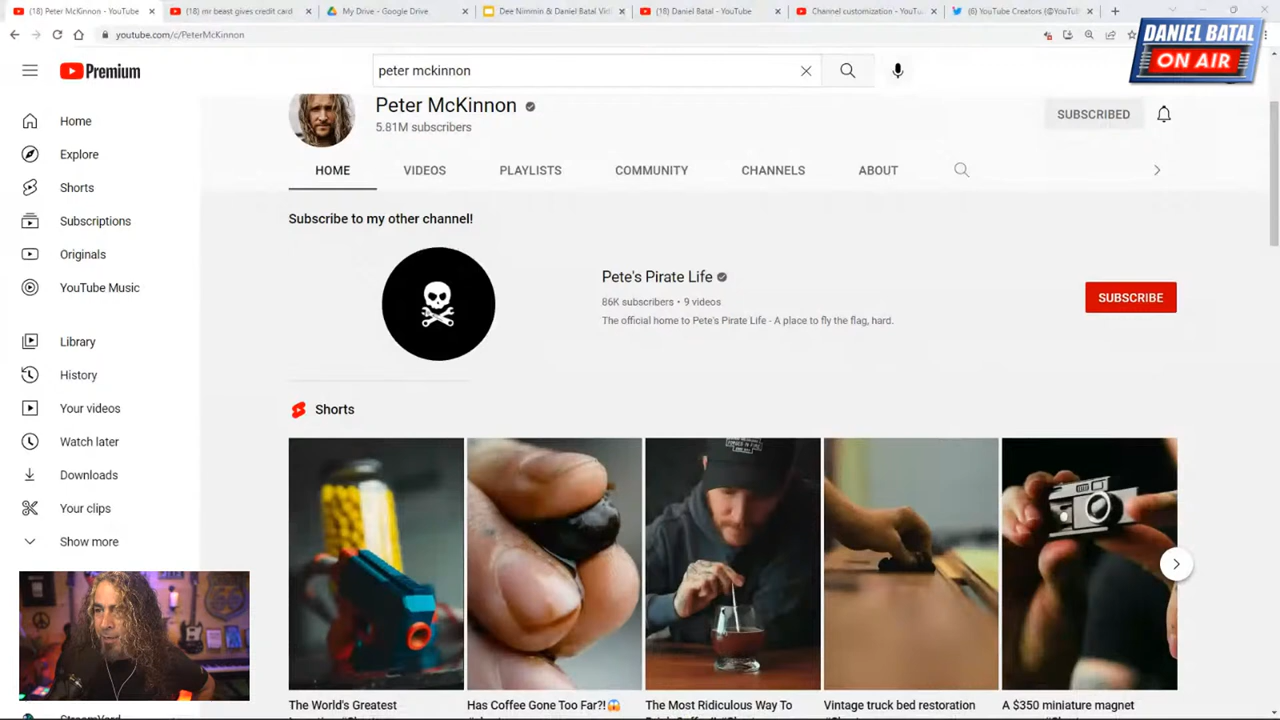 (18) Peter McKinnon - YouTube
(18) mr beast gives credit card
My Drive - Google Drive
Dee Nimmin & Daniel Batal Vid
(18) Daniel Batal - YouTube
Channel customization - YouTu
(6) YouTube Creators (@YouTu
youtube.com/c/PeterMcKinnon
DANIEL BATAL
ON AIR
Premium
peter mckinnon
Home
Explore
Shorts
Subscriptions
Originals
YouTube Music
Library
History
Your videos
Watch later
Downloads
Your clips
Show more
Peter McKinnon
5.81M subscribers
SUBSCRIBED
HOME VIDEOS PLAYLISTS COMMUNITY CHANNELS ABOUT
Subscribe to my other channel!
Pete's Pirate Life
86K subscribers • 9 videos
The official home to Pete's Pirate Life - A place to fly the flag, hard.
SUBSCRIBE
Shorts
The World's Greatest
Has Coffee Gone Too Far?!😱
The Most Ridiculous Way To
Vintage truck bed restoration
A $350 miniature magnet